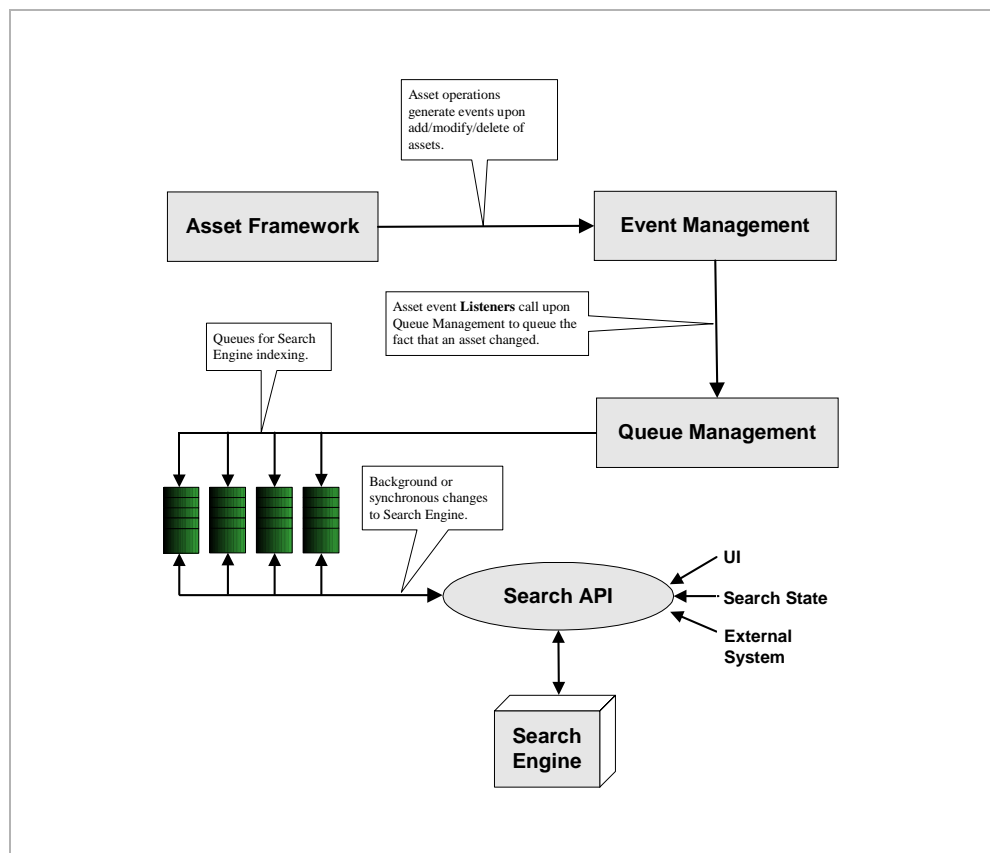 Asset operations
generate events upon
add/modify/delete of
assets.
Asset Framework
Event Management
Asset event Listeners call upon
Queue Management to queue the
fact that an asset changed.
Queues for Search
Engine indexing.
Queue Management
Background or
synchronous changes
to Search Engine.
UI
Search API
Search State
External
System
Search
Engine